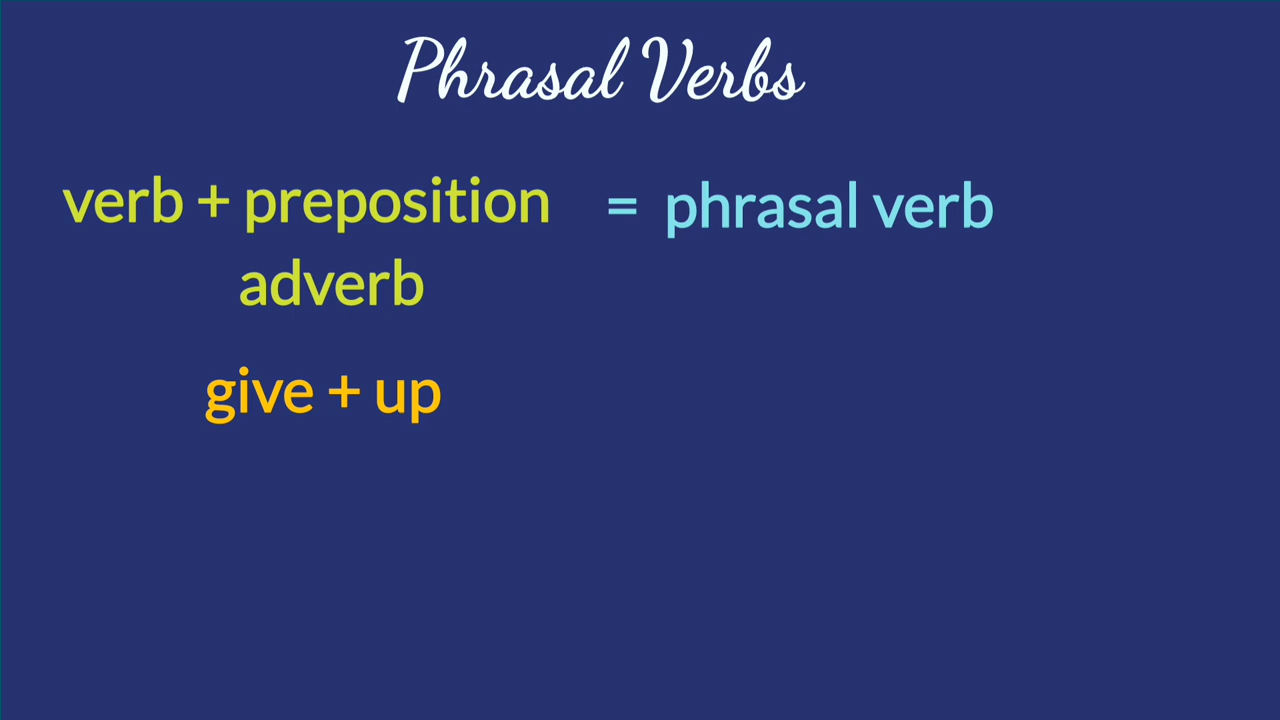 Phrasal Verbs
verb + preposition = phrasal verb
adverb
give + up